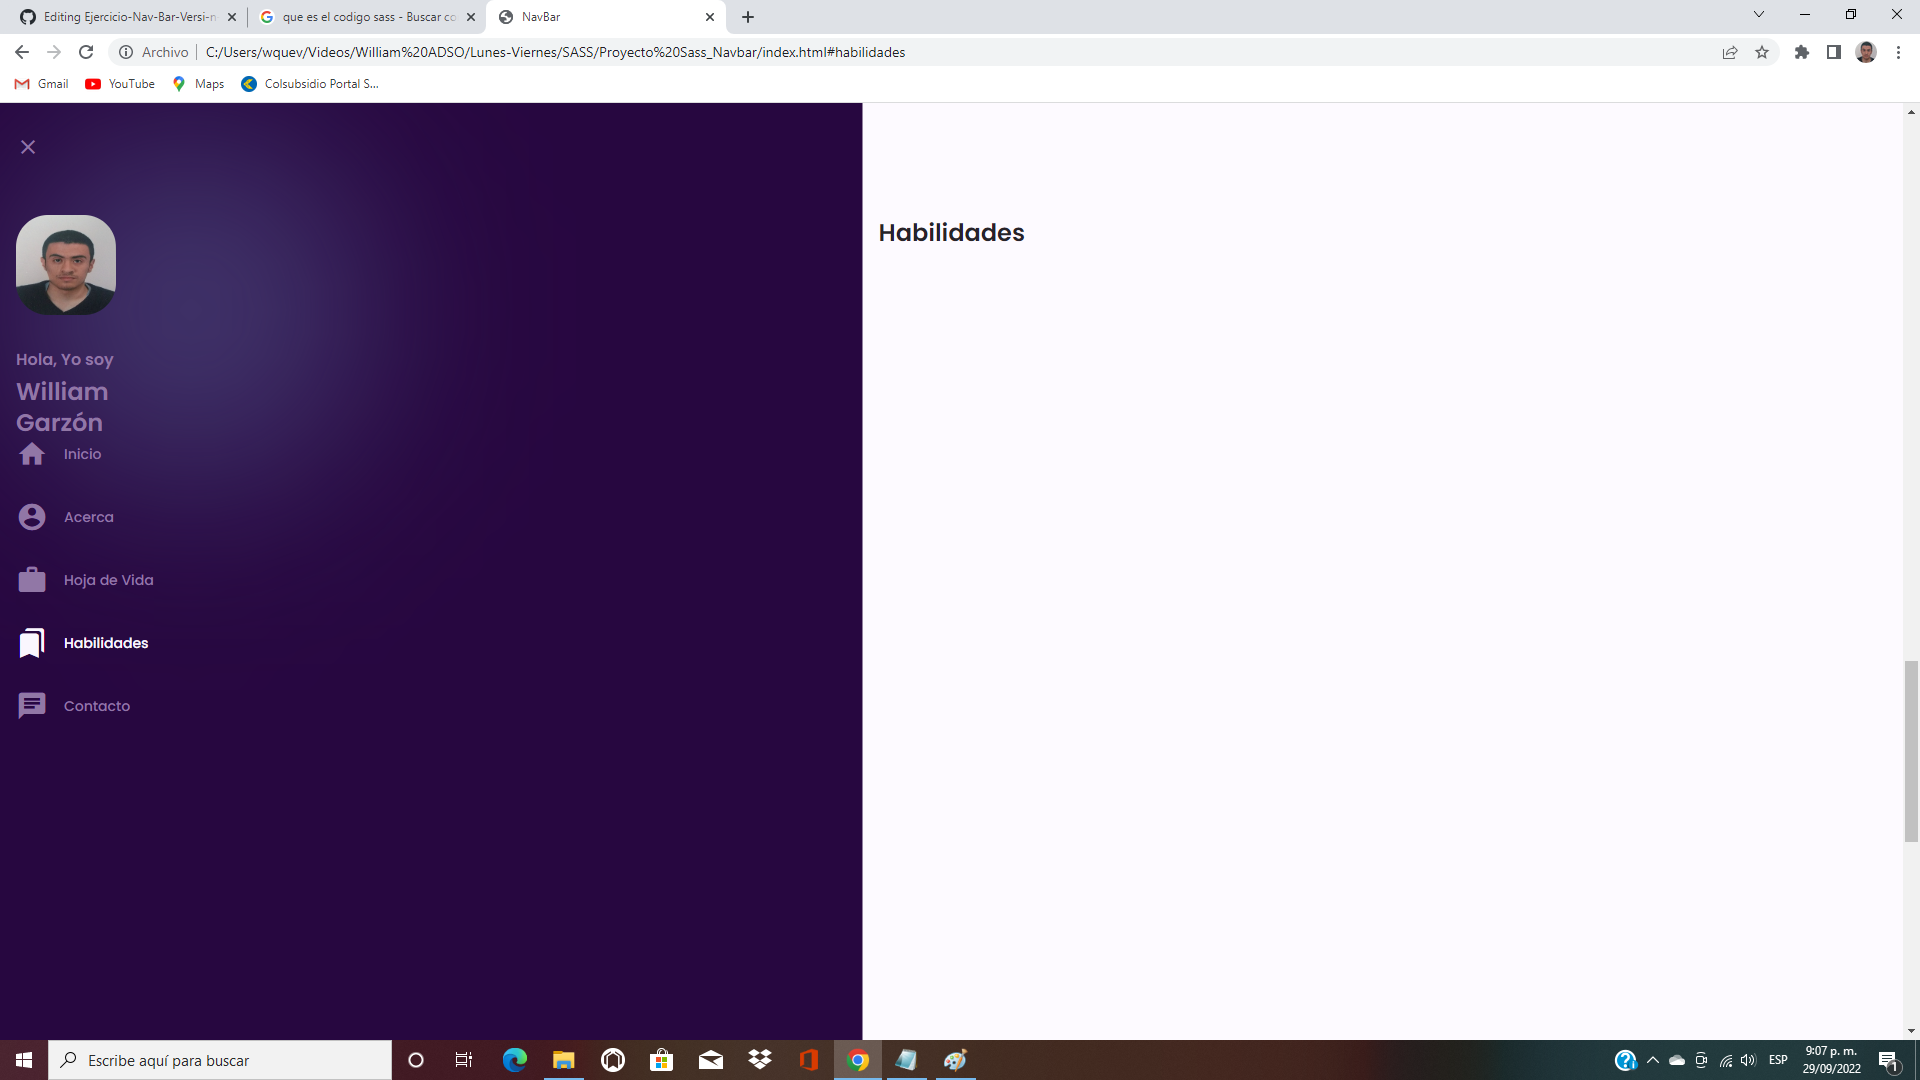 Editing Ejercicio-Nav-Bar-Versi-n
que es el codigo sass - Buscar co
NavBar
Archivo
C:/Users/wquev/Videos/William%20ADSO/Lunes-Viernes/SASS/Proyecto%20Sass_Navbar/index.html#habilidades
Gmail
YouTube
Maps
Colsubsidio Portal S...
Habilidades
Hola, Yo soy
William
Garzón
Inicio
Acerca
Hoja de Vida
Habilidades
Contacto
Escribe aquí para buscar
ESP
9:07 p. m.
29/09/2022
1